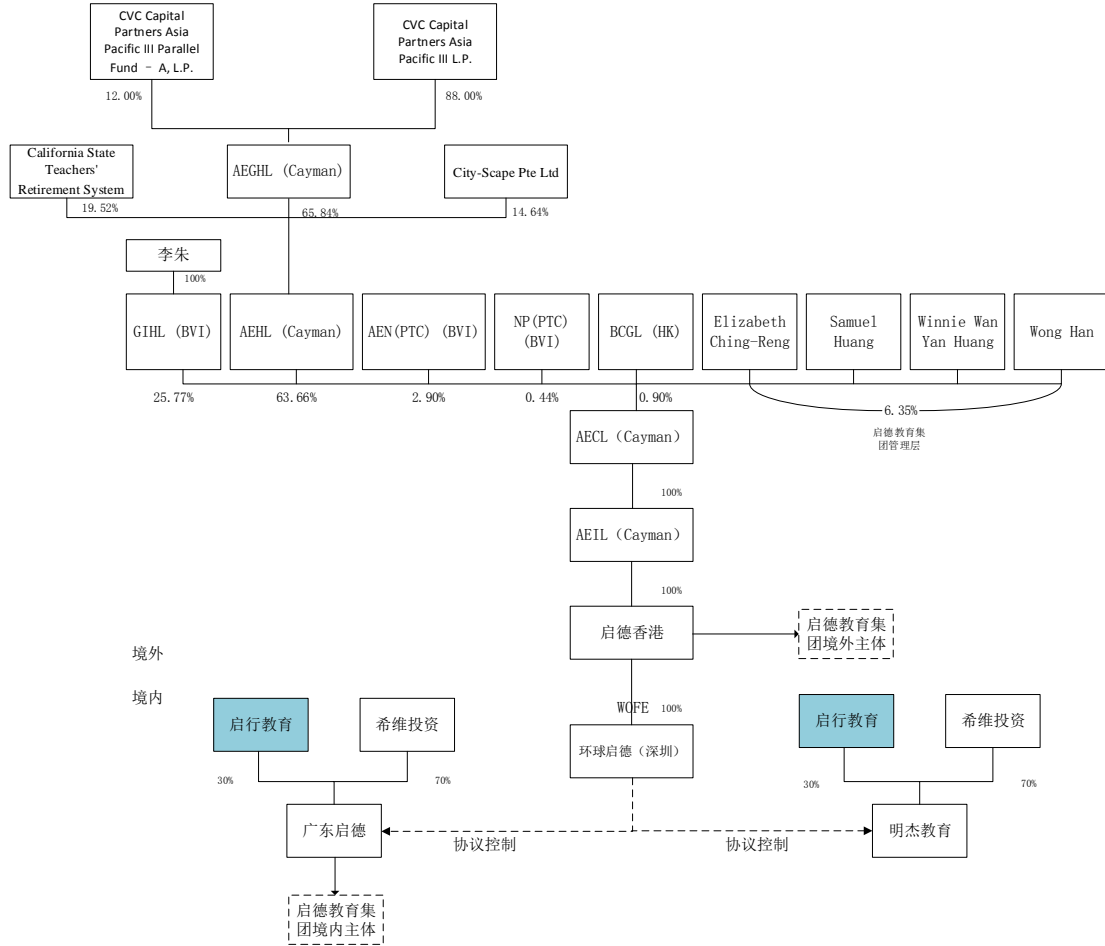 CVC Capital
Partners Asia
Pacific III Parallel
Fund – A, L.P.
CVC Capital
Partners Asia
Pacific III L.P.
12.00%
88.00%
California State
Teachers'
Retirement System
AEGHL (Cayman)
City-Scape Pte Ltd
19.52%
65.84%
14.64%
李朱
100%
GIHL (BVI)
AEHL (Cayman)
AEN(PTC) (BVI)
NP(PTC)
(BVI)
BCGL (HK)
Elizabeth
Ching-Reng
Samuel
Huang
Winnie Wan
Yan Huang
Wong Han
25.77%
63.66%
2.90%
0.44%
0.90%
6.35%
启德教育集
团管理层
AECL（Cayman）
100%
AEIL（Cayman）
100%
启德香港
启德教育集
团境外主体
境外
境内
WOFE
100%
启行教育
希维投资
环球启德（深圳）
启行教育
希维投资
30%
70%
30%
70%
广东启德
协议控制
协议控制
明杰教育
启德教育集
团境内主体